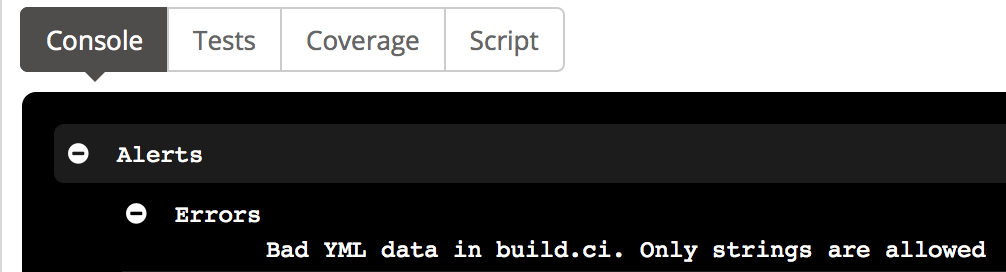 Console Tests Coverage Script
Alerts
Errors
Bad YML data in build.ci. Only strings are allowed